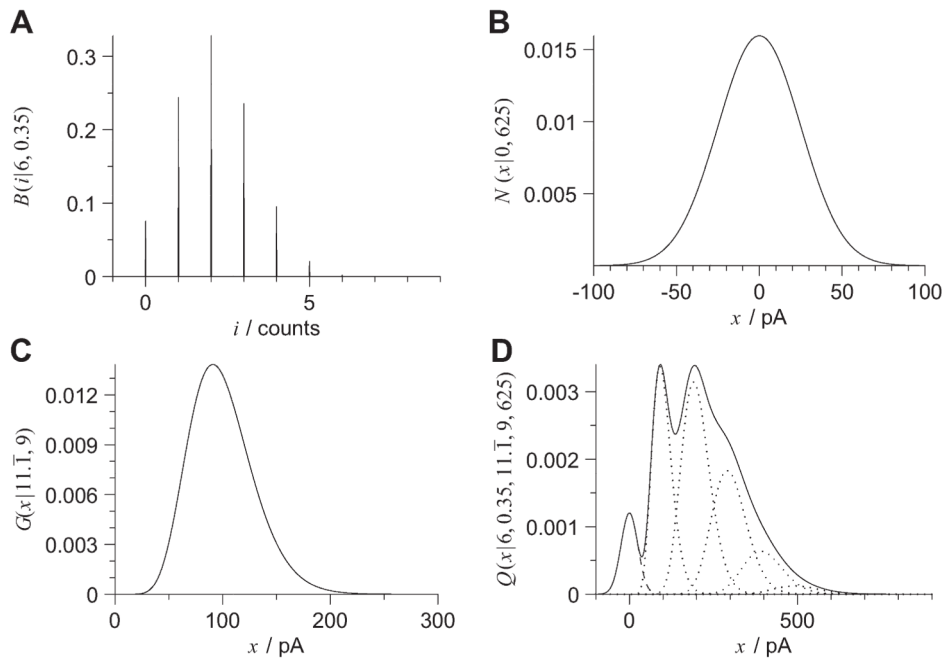 A
B(i|6, 0.35)
0.3
0.2
0.1
0
0
5
i / counts
B
N (x|0, 625)
0.015
0.01
0.005
-100
-50
0
50
100
x / pA
C
G(x|11.1̅, 9)
0.012
0.009
0.006
0.003
0
0
100
200
300
x / pA
D
Q(x|6, 0.35, 11.1̅, 9, 625)
0.003
0.002
0.001
0
0
500
x / pA